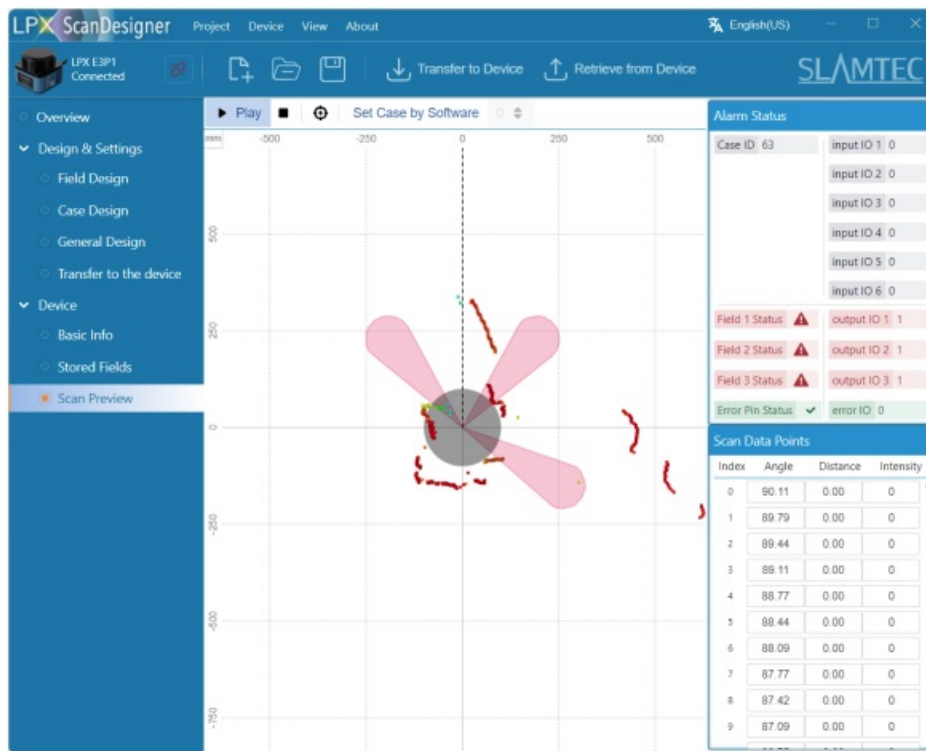 LPX ScanDesigner Project Device View About English(US)
LPX E3P1
Connected
Transfer to Device Retrieve from Device SLAMTEC
Overview
Design & Settings
Field Design
Case Design
General Design
Transfer to the device
Device
Basic Info
Stored Fields
Scan Preview
Play Set Case by Software 0
mm -500 -250 0 250 500
500
250
0
-250
-500
-750
Alarm Status
Case ID 63 input IO 1 0
input IO 2 0
input IO 3 0
input IO 4 0
input IO 5 0
input IO 6 0
Field 1 Status output IO 1 1
Field 2 Status output IO 2 1
Field 3 Status output IO 3 1
Error Pin Status error IO 0
Scan Data Points
Index Angle Distance Intensity
0 90.11 0.00 0
1 89.79 0.00 0
2 89.44 0.00 0
3 89.11 0.00 0
4 88.77 0.00 0
5 88.44 0.00 0
6 88.09 0.00 0
7 87.77 0.00 0
8 87.42 0.00 0
9 87.09 0.00 0